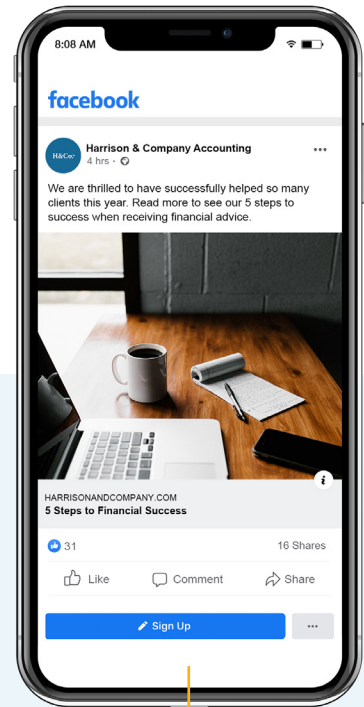 8:08 AM
facebook
H&Co
Harrison & Company Accounting
4 hrs ·
We are thrilled to have successfully helped so many
clients this year. Read more to see our 5 steps to
success when receiving financial advice.
i
HARRISONANDCOMPANY.COM
5 Steps to Financial Success
31
16 Shares
Like
Comment
Share
Sign Up